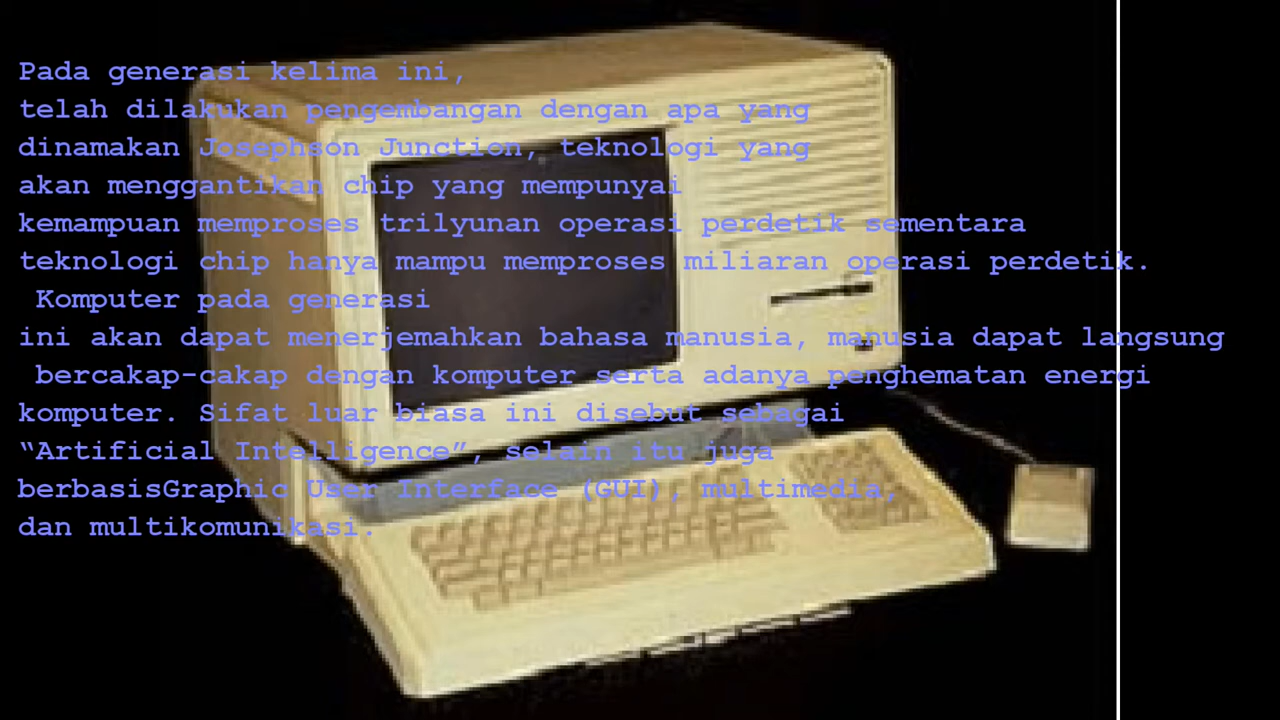 Pada generasi kelima ini,
telah dilakukan pengembangan dengan apa yang
dinamakan Josephson Junction, teknologi yang
akan menggantikan chip yang mempunyai
kemampuan memproses trilyunan operasi perdetik sementara
teknologi chip hanya mampu memproses miliaran operasi perdetik.
Komputer pada generasi
ini akan dapat menerjemahkan bahasa manusia, manusia dapat langsung
bercakap-cakap dengan komputer serta adanya penghematan energi
komputer. Sifat luar biasa ini disebut sebagai
“Artificial Intelligence”, selain itu juga
berbasisGraphic User Interface (GUI), multimedia,
dan multikomunikasi.